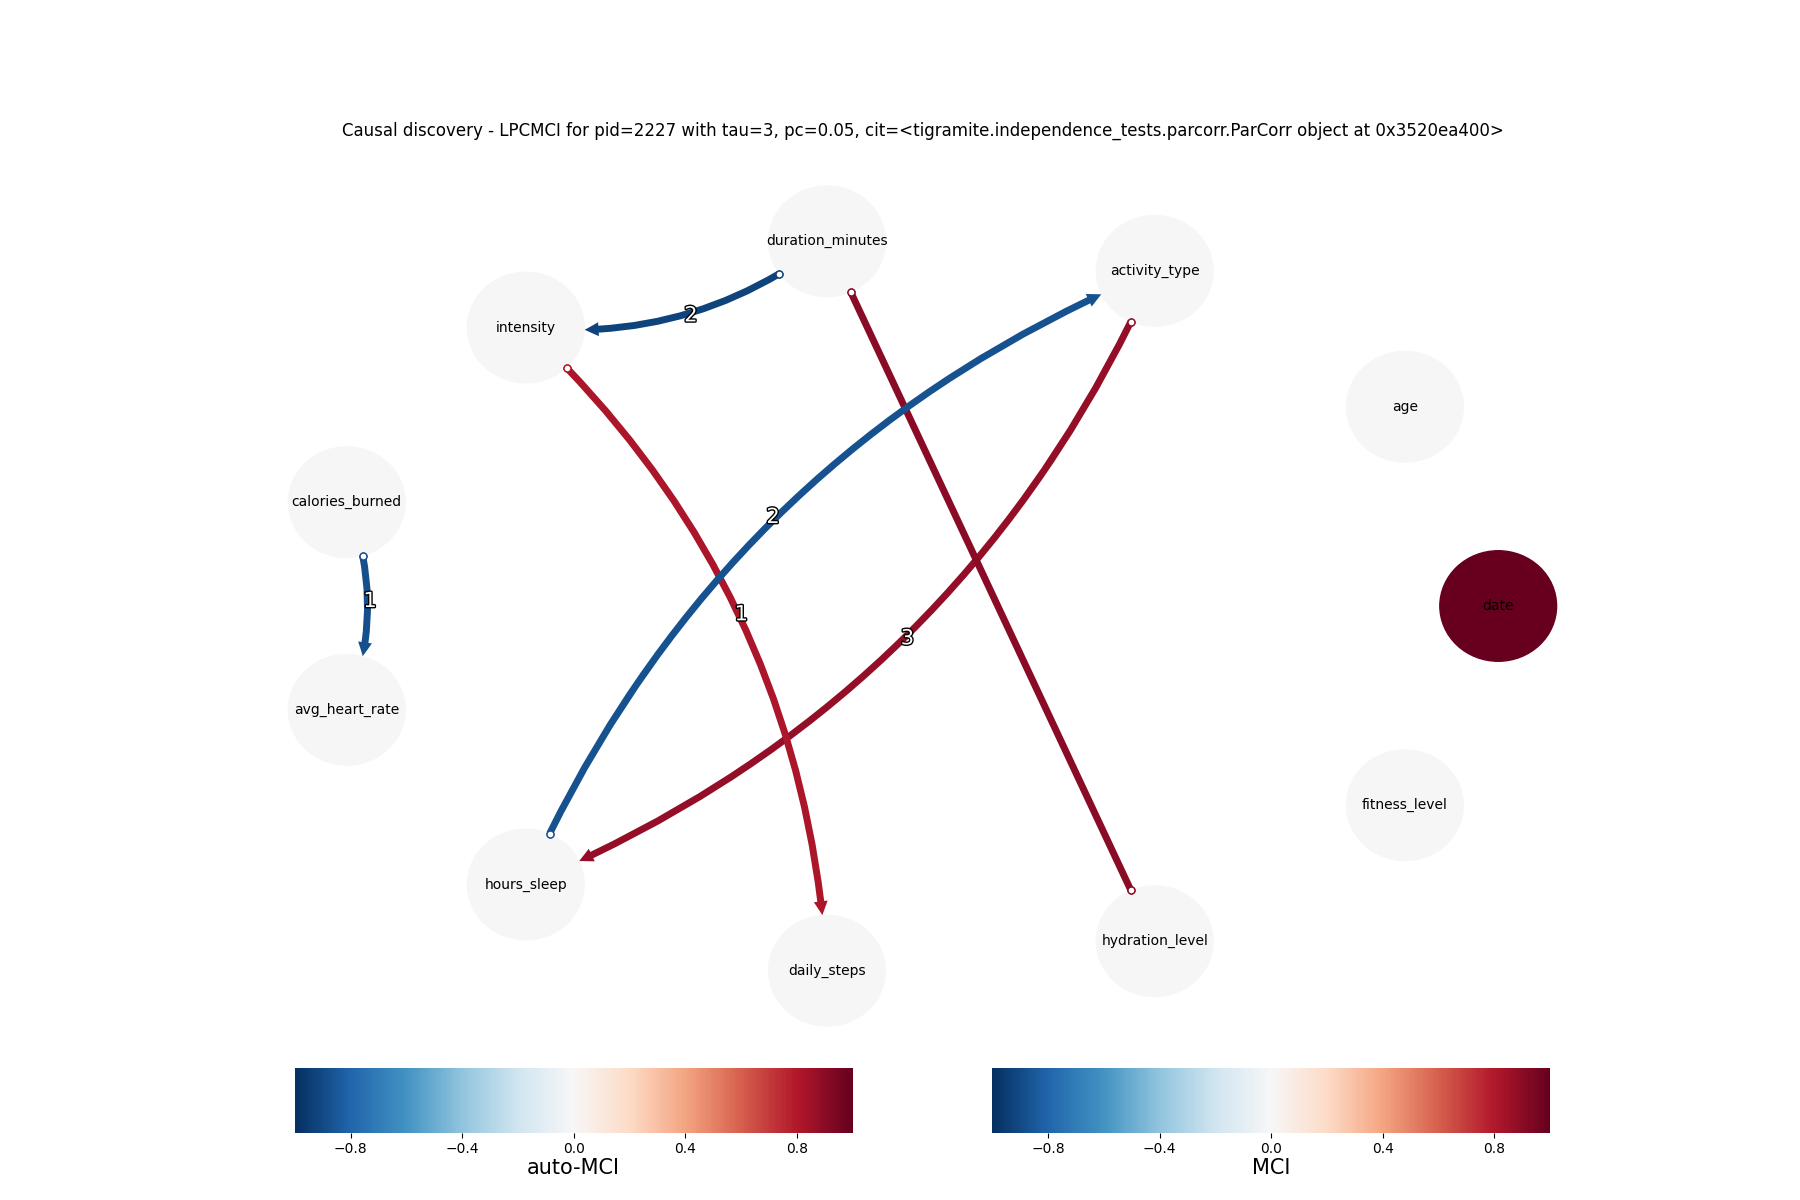 Causal discovery - LPCMCI for pid=2227 with tau=3, pc=0.05, cit=<tigramite.independence_tests.parcorr.ParCorr object at 0x3520ea400>
duration_minutes
activity_type
intensity
2
age
calories_burned
2
date
1
1
3
avg_heart_rate
fitness_level
hours_sleep
hydration_level
daily_steps
−0.8 −0.4 0.0 0.4 0.8
auto-MCI
−0.8 −0.4 0.0 0.4 0.8
MCI